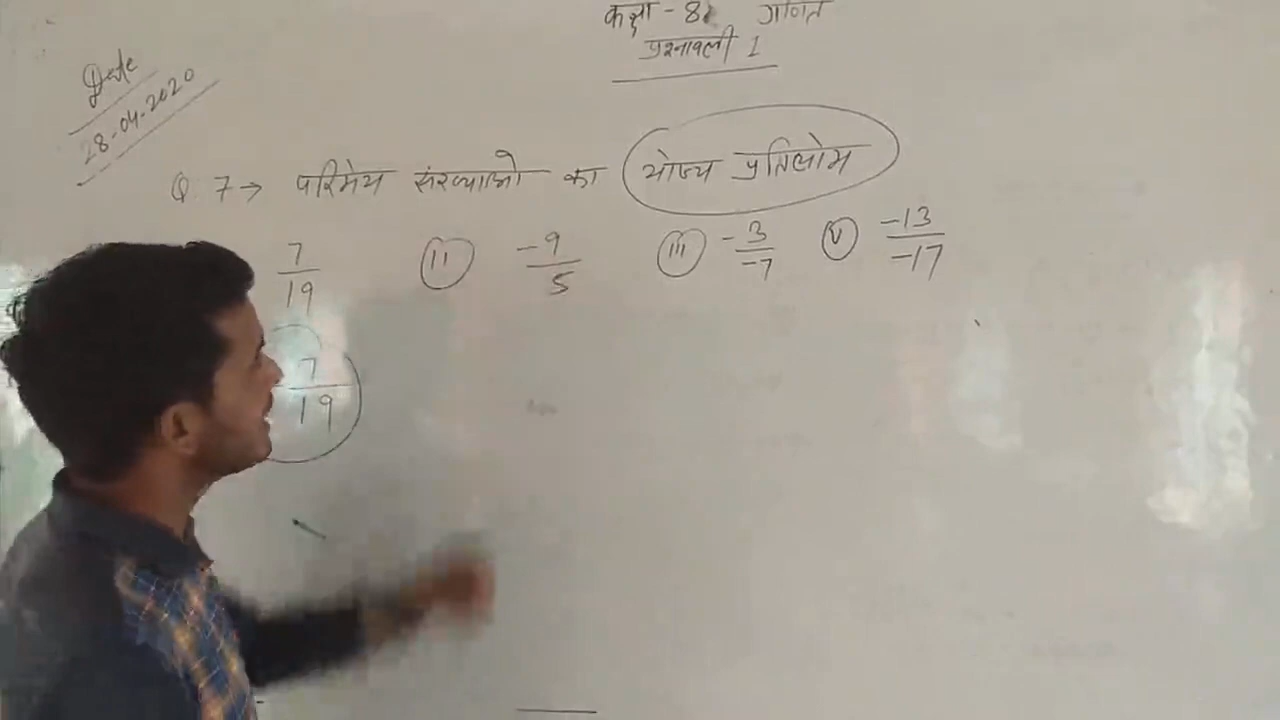 कक्षा - 8 गणित
प्रश्नावली 1
Date
28-04-2020
Q 7 → परिमेय संख्याओ का योज्य प्रतिलोम
7/19 (ii) -9/5 (iii) -3/-7 (v) -13/-17
7/19